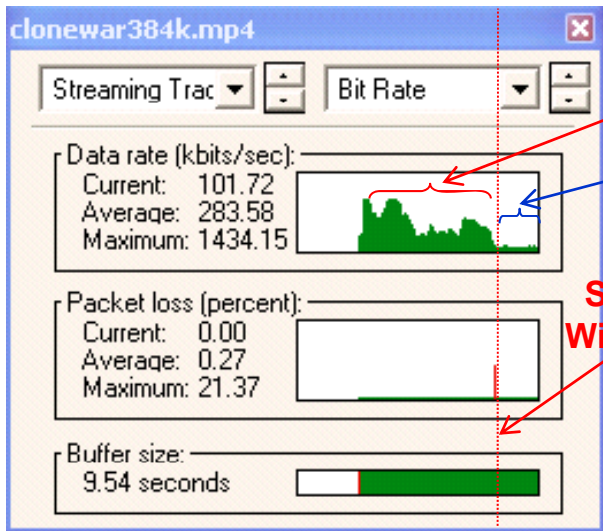 clonewar384k.mp4
Streaming Trac Bit Rate
Data rate (kbits/sec):
Current: 101.72
Average: 283.58
Maximum: 1434.15
Packet loss (percent):
Current: 0.00
Average: 0.27
Maximum: 21.37
S
Wi
Buffer size:
9.54 seconds